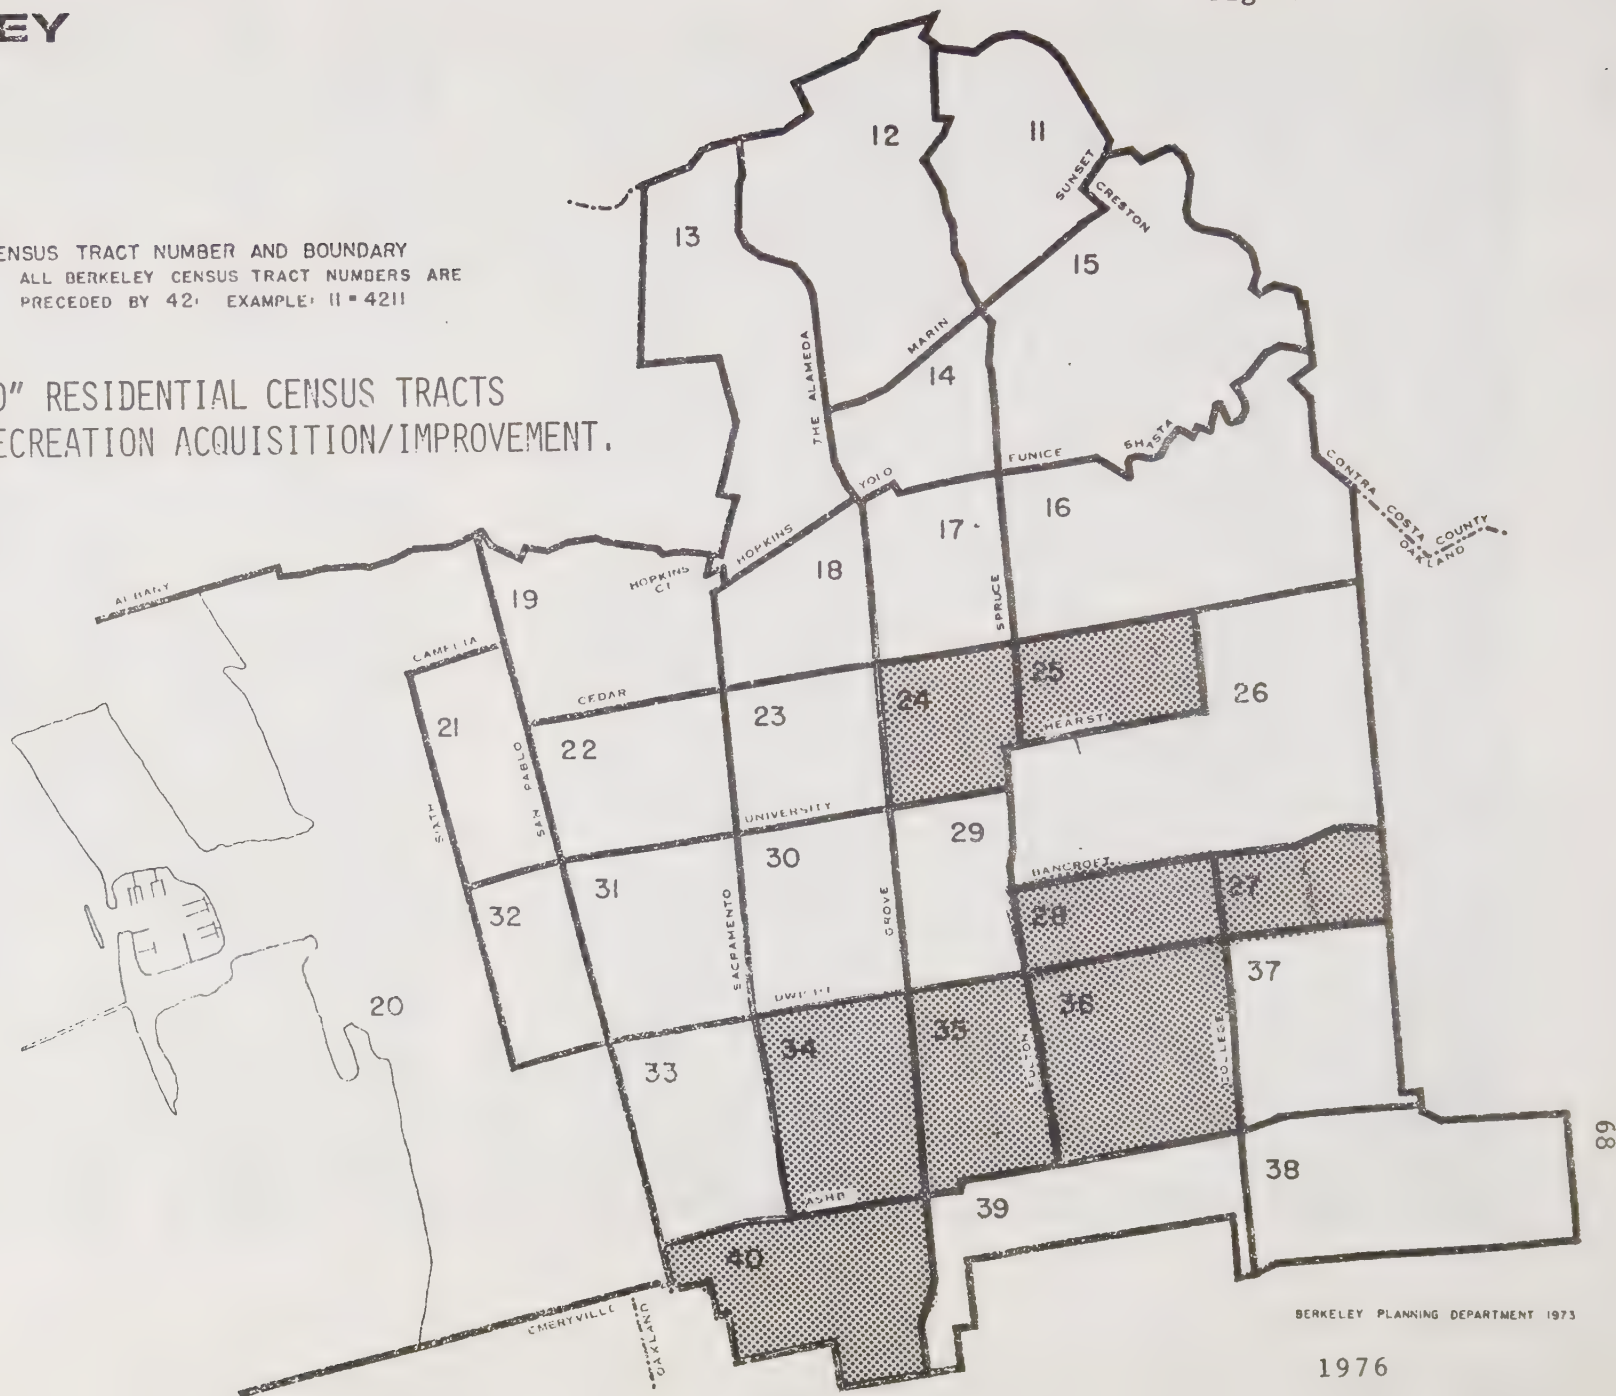 EY
ENSUS TRACT NUMBER AND BOUNDARY
ALL BERKELEY CENSUS TRACT NUMBERS ARE
PRECEDED BY 42: EXAMPLE: 11 = 4211
D" RESIDENTIAL CENSUS TRACTS
ECREATION ACQUISITION/IMPROVEMENT.
12
11
SUNSET
CRESTON
13
15
THE ALAMEDA
MARIN
14
SHASTA
EUNICE
YOLO
CONTRA COSTA COUNTY
OAKLAND
16
17
HOPKINS
18
HOPKINS CT
ALBANY
19
SPRUCE
CAMELIA
CEDAR
21
22
23
24
25
26
HEARST
SAN PABLO
SIXTH
UNIVERSITY
29
30
31
32
BANCROFT
27
28
SACRAMENTO
GROVE
DWIGHT
20
37
36
35
34
33
FULTON
COLLEGE
ASHB
39
38
40
EMERYVILLE
OAKLAND
68
BERKELEY PLANNING DEPARTMENT 1973
1976